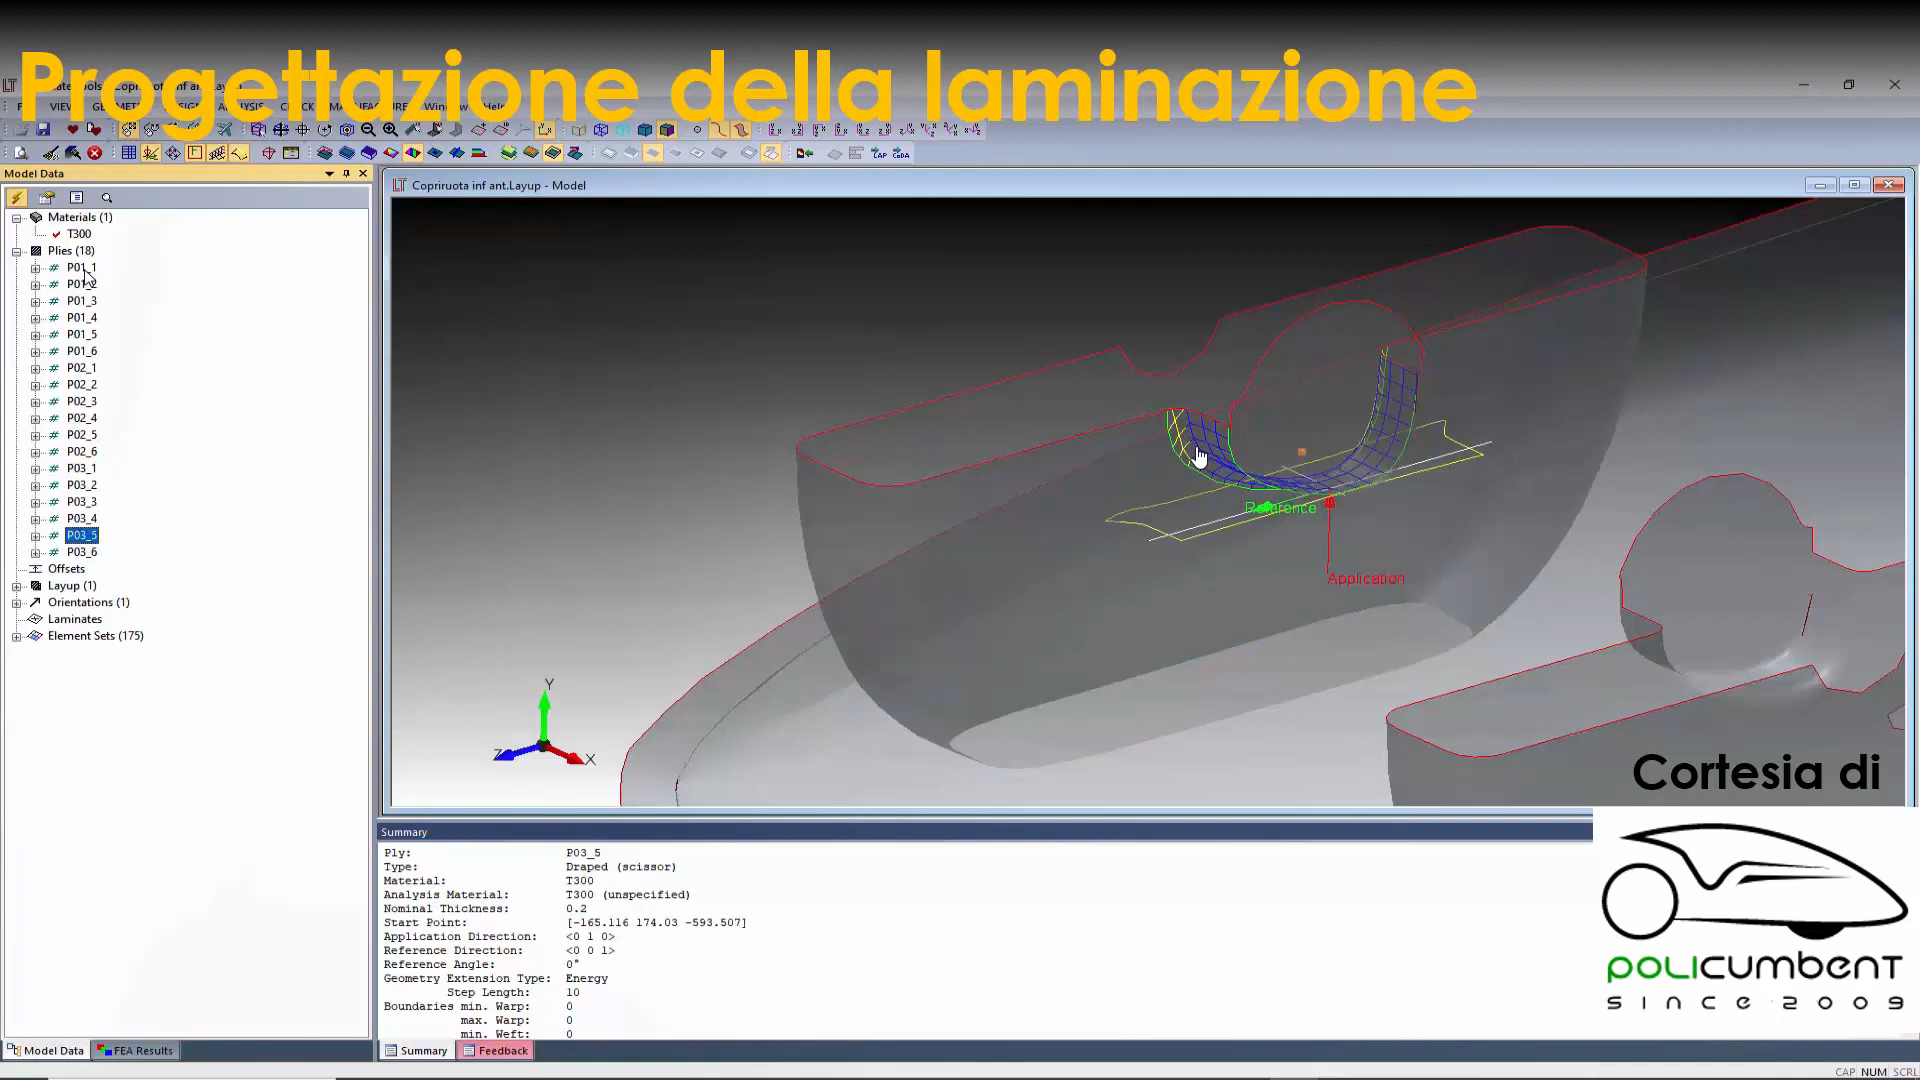 Progettazione della laminazione
Model Data
Materials (1)
T300
Plies (18)
P01_1
P01_2
P01_3
P01_4
P01_5
P01_6
P02_1
P02_2
P02_3
P02_4
P02_5
P02_6
P03_1
P03_2
P03_3
P03_4
P03_5
P03_6
Offsets
Layup (1)
Orientations (1)
Laminates
Element Sets (175)
Model Data
FEA Results
LT Copriruota inf ant.Layup - Model
Reference
Application
Y
Z
X
Cortesia di
POLICUMBENT
SINCE 2009
Summary
Ply: P03_5
Type: Draped (scissor)
Material: T300
Analysis Material: T300 (unspecified)
Nominal Thickness: 0.2
Start Point: [-165.116 174.03 -593.507]
Application Direction: <0 1 0>
Reference Direction: <0 0 1>
Reference Angle: 0°
Geometry Extension Type: Energy
Step Length: 10
Boundaries min. Warp: 0
max. Warp: 0
min. Weft: 0
Summary
Feedback
CAP NUM SCRL